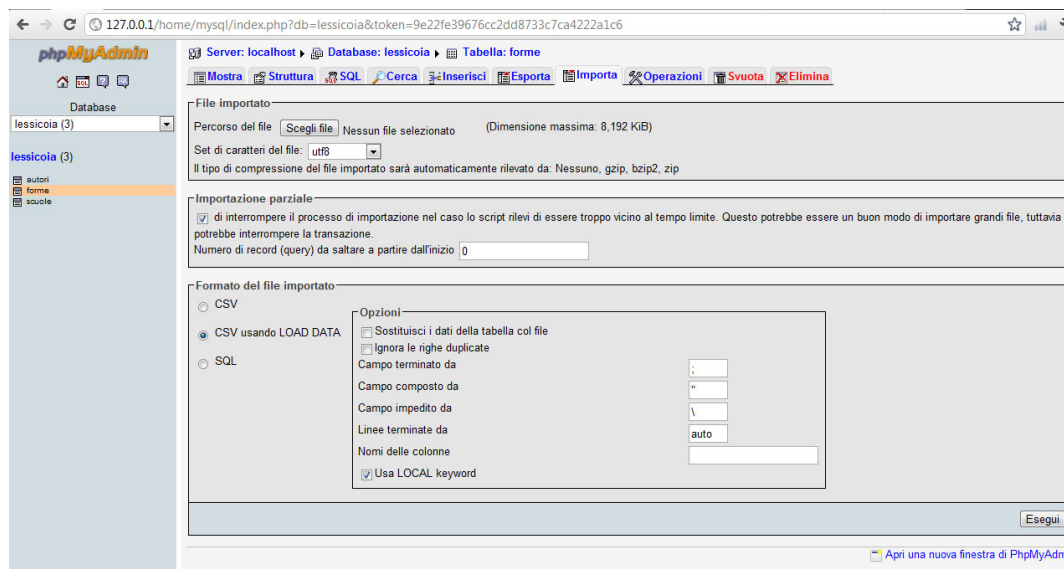 127.0.0.1/home/mysql/index.php?db=lessicoia&token=9e22fe39676cc2dd8733c7ca4222a1c6
phpMyAdmin
SQL
Database
lessicoia (3)
lessicoia (3)
autori
forme
scuole
Server: localhost ▸ Database: lessicoia ▸ Tabella: forme
Mostra Struttura SQL Cerca Inserisci Esporta Importa Operazioni Svuota Elimina
File importato
Percorso del file Scegli file Nessun file selezionato (Dimensione massima: 8,192 KiB)
Set di caratteri del file: utf8
Il tipo di compressione del file importato sarà automaticamente rilevato da: Nessuno, gzip, bzip2, zip
Importazione parziale
di interrompere il processo di importazione nel caso lo script rilevi di essere troppo vicino al tempo limite. Questo potrebbe essere un buon modo di importare grandi file, tuttavia
potrebbe interrompere la transazione.
Numero di record (query) da saltare a partire dall'inizio 0
Formato del file importato
CSV
CSV usando LOAD DATA
SQL
Opzioni
Sostituisci i dati della tabella col file
Ignora le righe duplicate
Campo terminato da ;
Campo composto da "
Campo impedito da \
Linee terminate da auto
Nomi delle colonne
Usa LOCAL keyword
Esegui
Apri una nuova finestra di PhpMyAdm